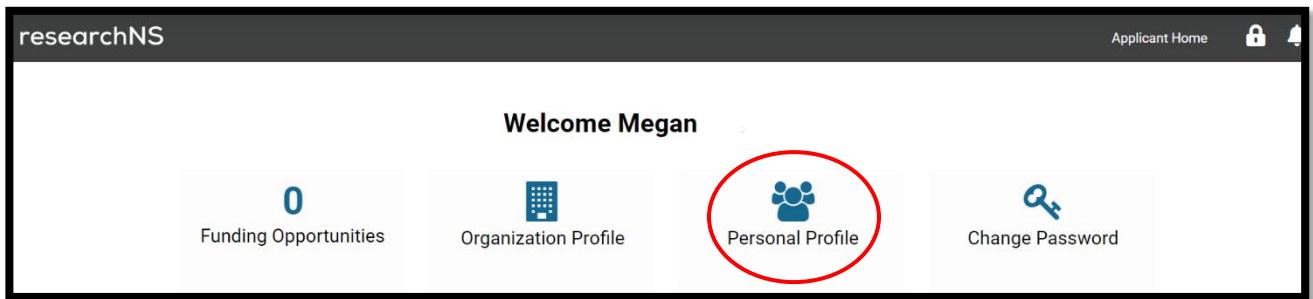 researchNS
Applicant Home
Welcome Megan
0
Funding Opportunities
Organization Profile
Personal Profile
Change Password